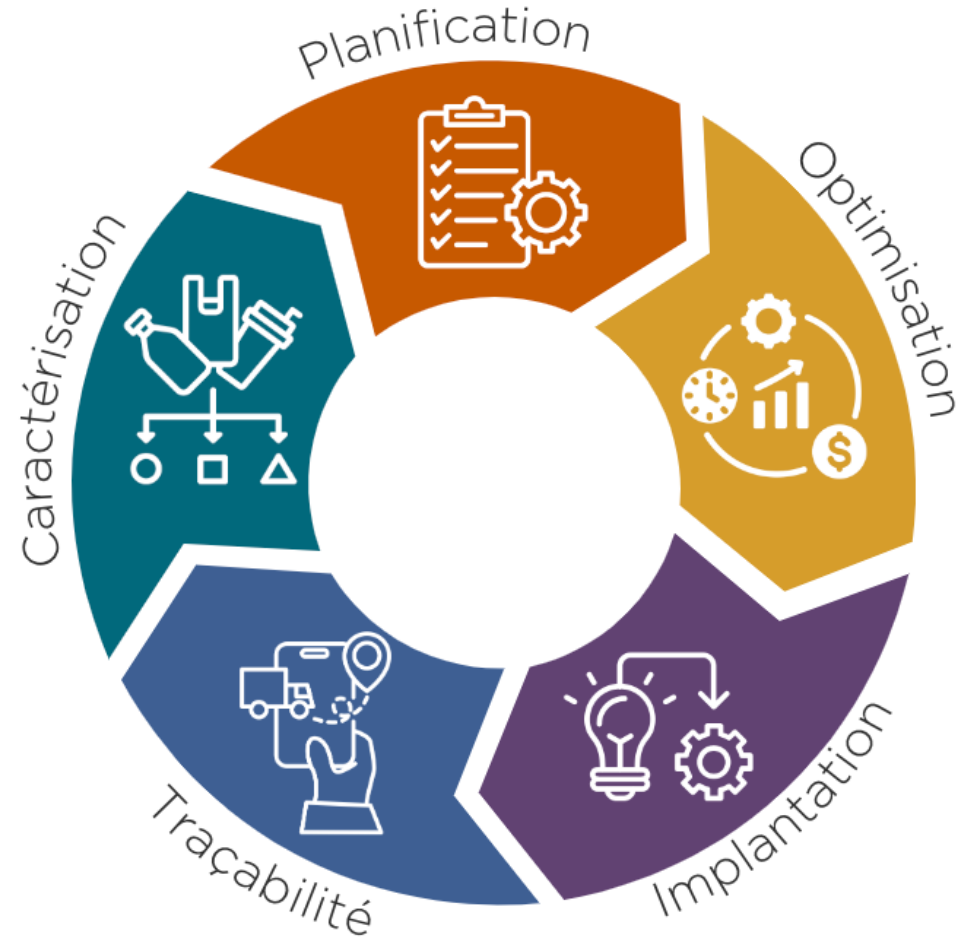 Planification
Optimisation
Implantation
Traçabilité
Caractérisation
$